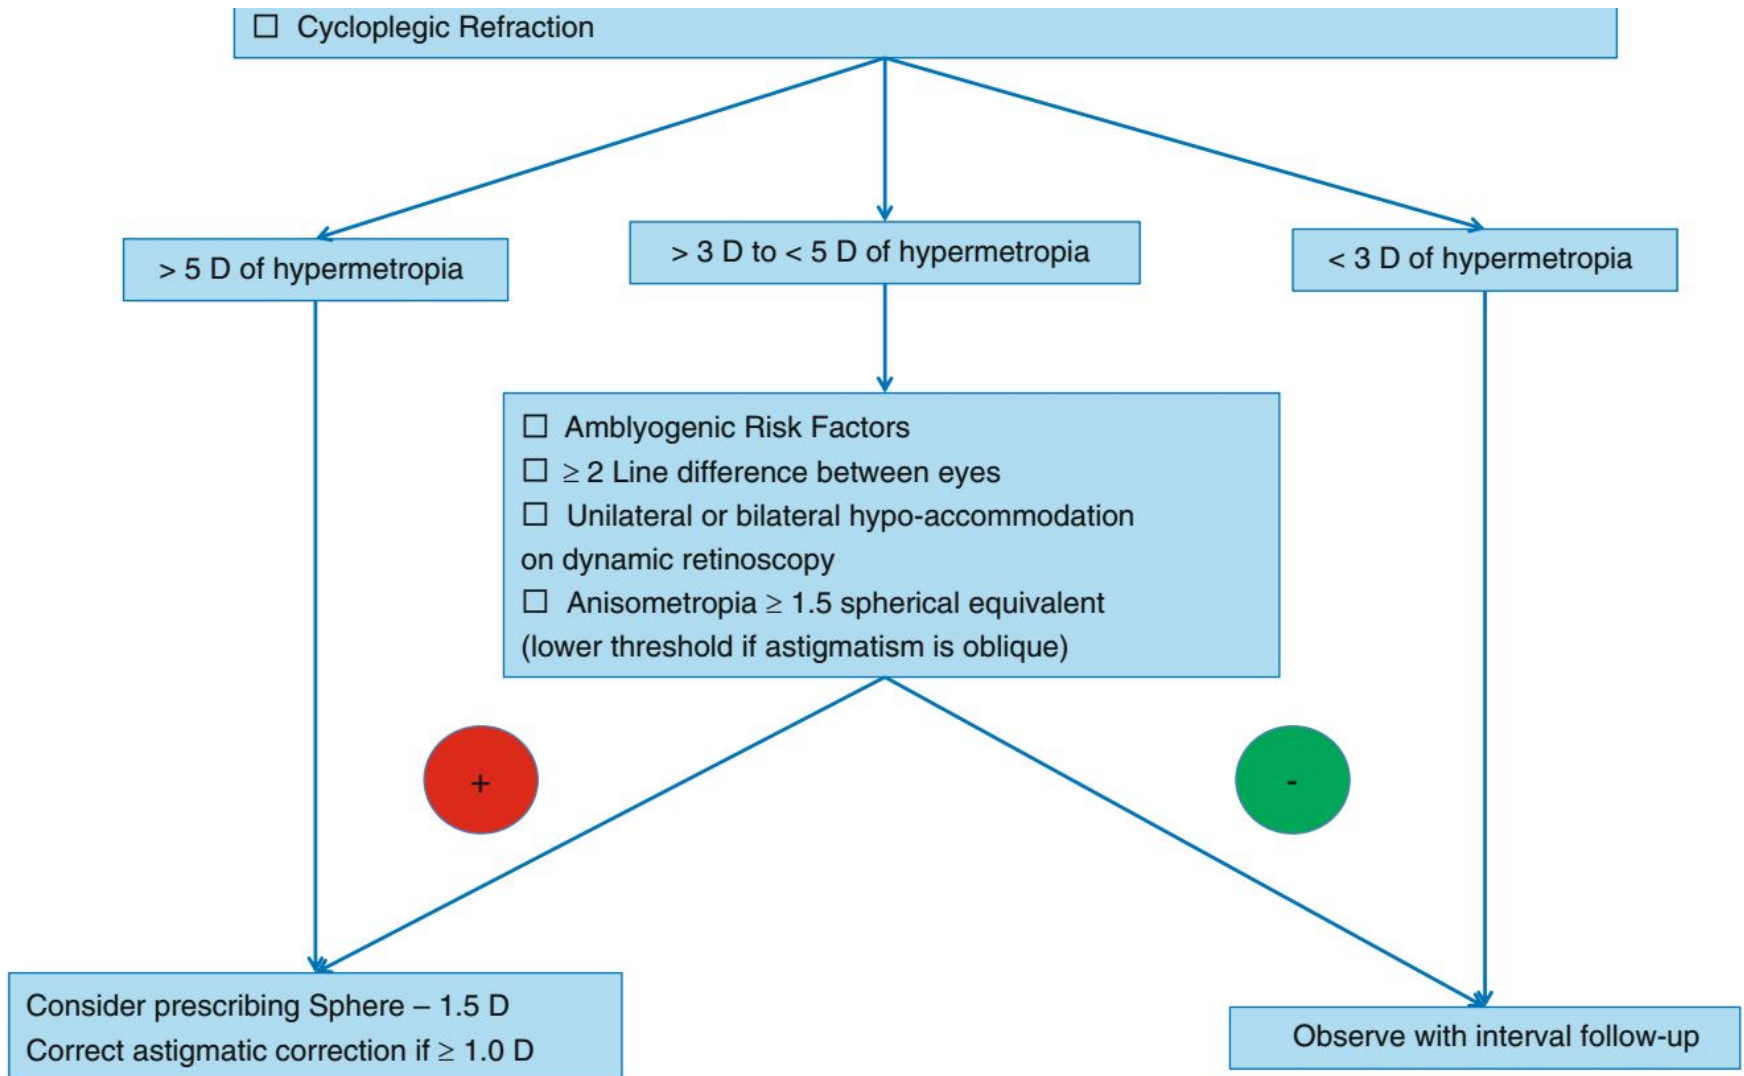 ☐ Cycloplegic Refraction
> 5 D of hypermetropia
> 3 D to < 5 D of hypermetropia
< 3 D of hypermetropia
☐ Amblyogenic Risk Factors
☐ ≥ 2 Line difference between eyes
☐ Unilateral or bilateral hypo-accommodation
on dynamic retinoscopy
☐ Anisometropia ≥ 1.5 spherical equivalent
(lower threshold if astigmatism is oblique)
+
-
Consider prescribing Sphere – 1.5 D
Correct astigmatic correction if ≥ 1.0 D
Observe with interval follow-up